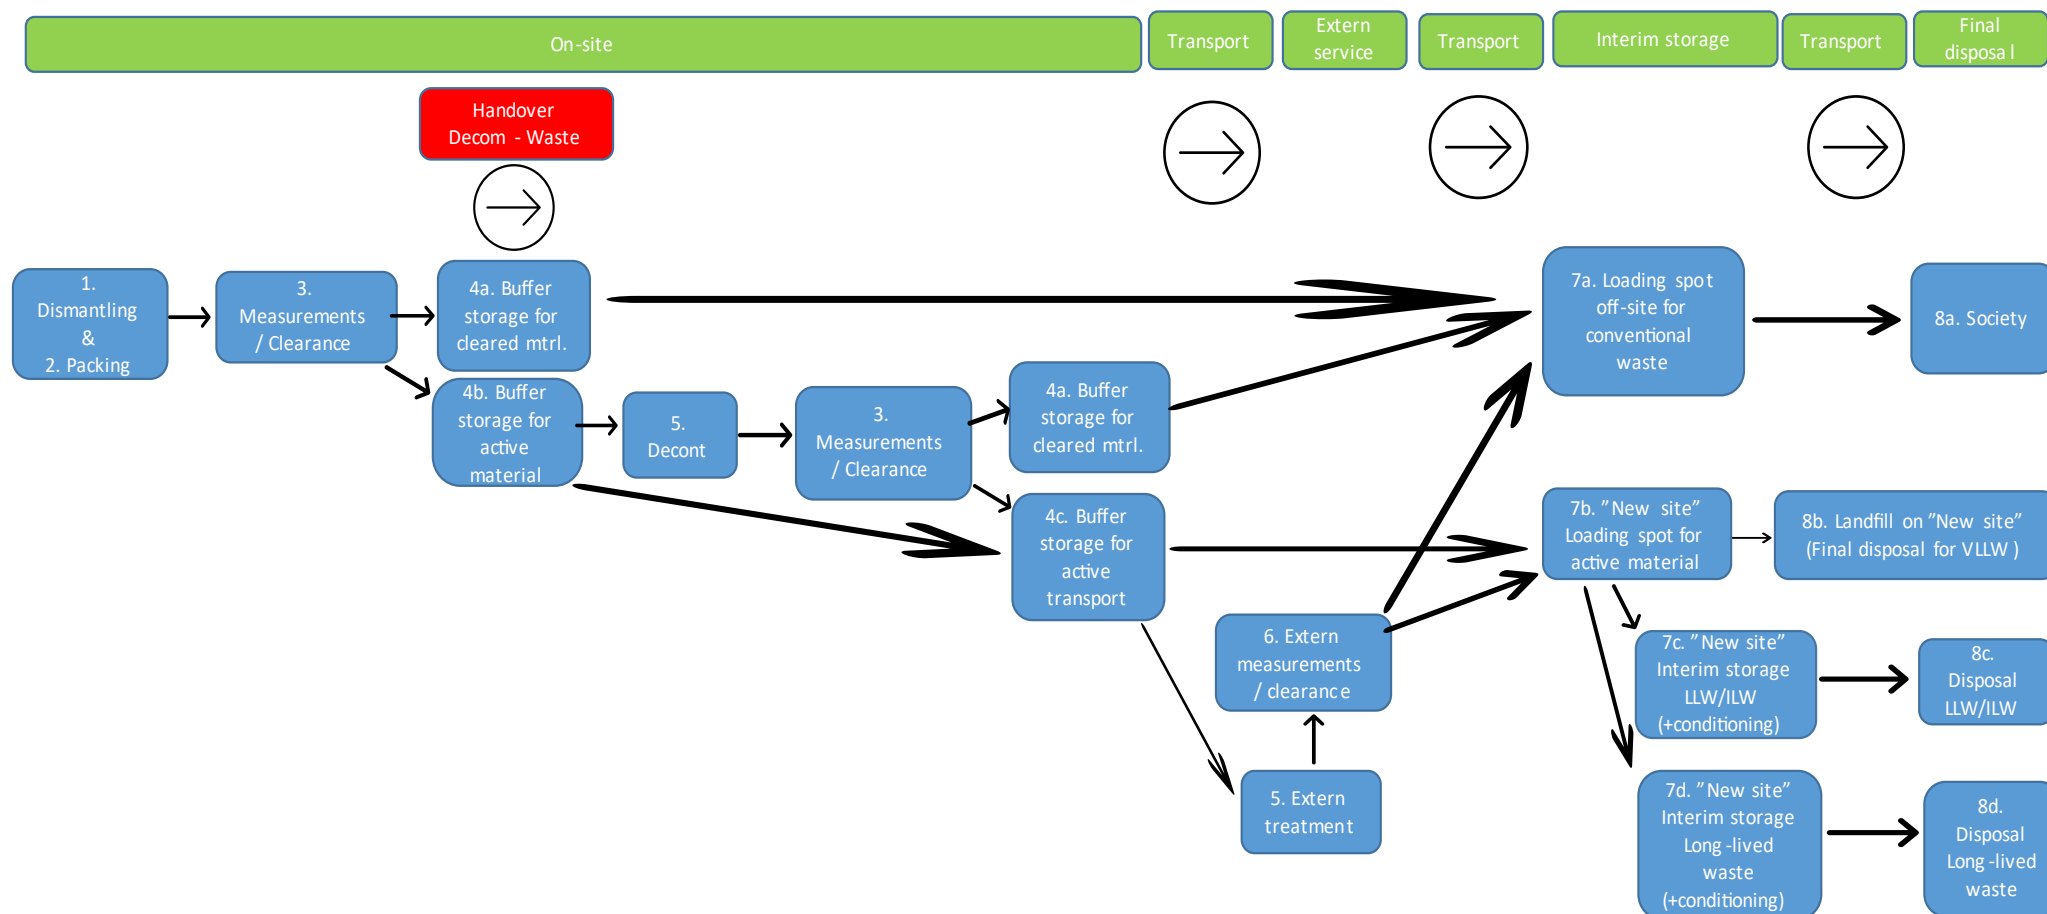 On-site
Transport
Extern
service
Transport
Interim storage
Transport
Final
disposal
Handover
Decom - Waste
1.
Dismantling
&
2. Packing
3.
Measurements
/ Clearance
4a. Buffer
storage for
cleared mtrl.
4b. Buffer
storage for
active
material
5.
Decont
3.
Measurements
/ Clearance
4a. Buffer
storage for
cleared mtrl.
4c. Buffer
storage for
active
transport
5. Extern
treatment
6. Extern
measurements
/ clearance
7a. Loading spot
off-site for
conventional
waste
8a. Society
7b. ”New site”
Loading spot for
active material
8b. Landfill on ”New site”
(Final disposal for VLLW )
7c. ”New site”
Interim storage
LLW/ILW
(+conditioning)
8c.
Disposal
LLW/ILW
7d. ”New site”
Interim storage
Long-lived
waste
(+conditioning)
8d.
Disposal
Long-lived
waste